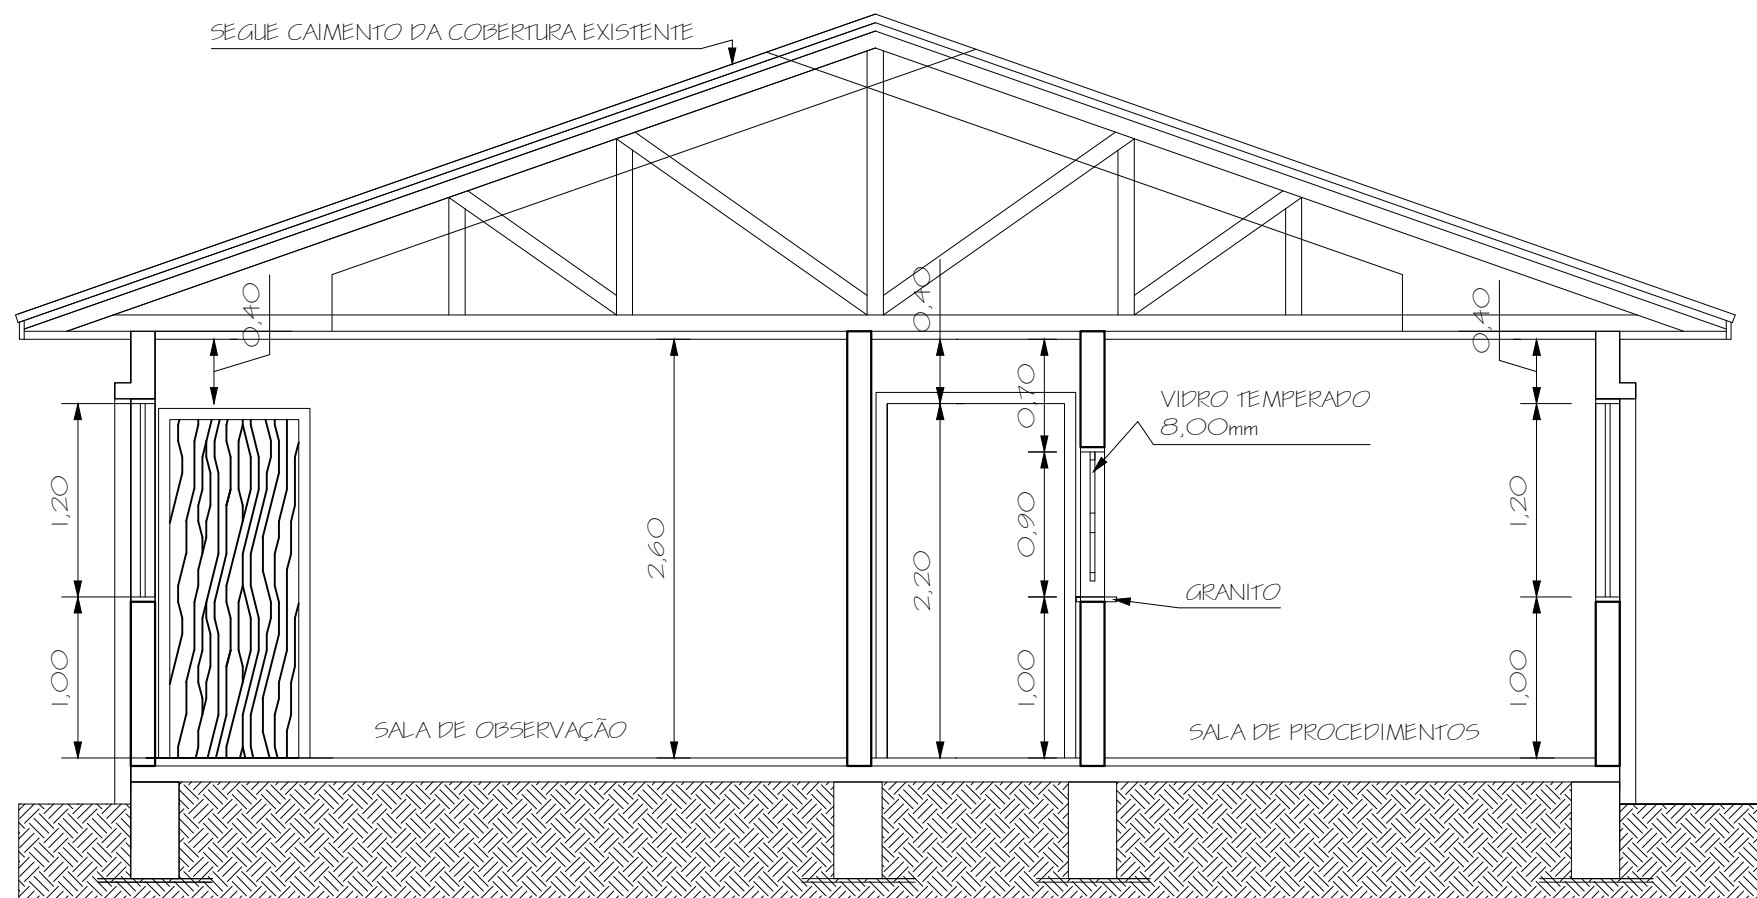 SEGUE CAIMENTO DA COBERTURA EXISTENTE
0,40
0,40
0,40
0,70
VIDRO TEMPERADO
8,00mm
1,20
2,60
2,20
0,90
1,20
GRANITO
1,00
1,00
1,00
SALA DE OBSERVAÇÃO
SALA DE PROCEDIMENTOS